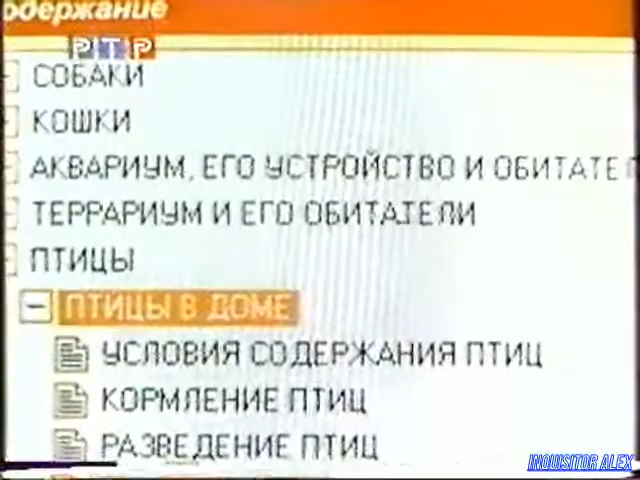 одержание
РТР
СОБАКИ
КОШКИ
АКВАРИУМ, ЕГО УСТРОЙСТВО И ОБИТАТЕЛ
ТЕРРАРИУМ И ЕГО ОБИТАТЕЛИ
ПТИЦЫ
ПТИЦЫ В ДОМЕ
УСЛОВИЯ СОДЕРЖАНИЯ ПТИЦ
КОРМЛЕНИЕ ПТИЦ
РАЗВЕДЕНИЕ ПТИЦ
INQUISITOR ALEX